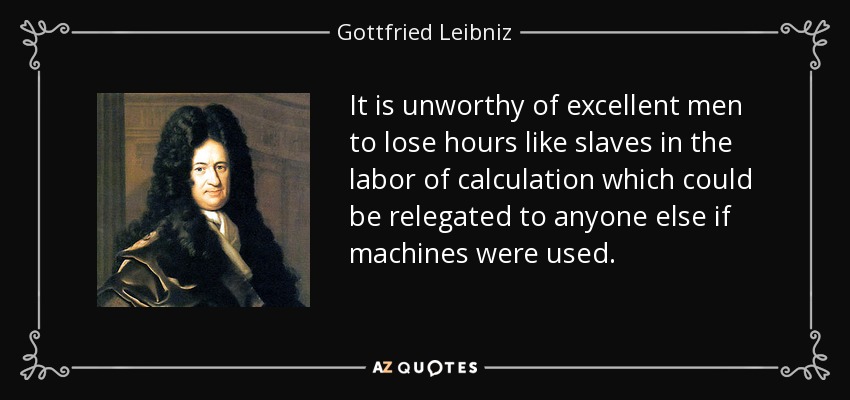 Gottfried Leibniz
It is unworthy of excellent men
to lose hours like slaves in the
labor of calculation which could
be relegated to anyone else if
machines were used.
AZ QUOTES